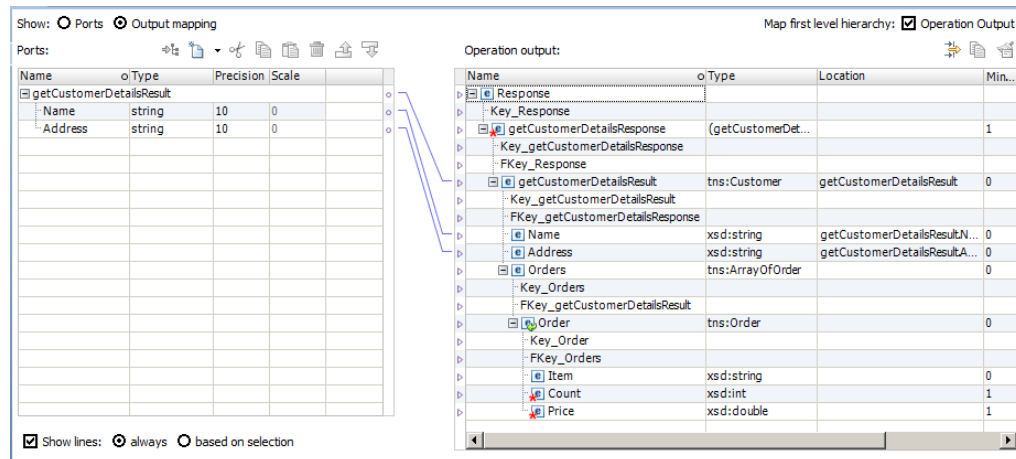 Show: Ports Output mapping Map first level hierarchy: Operation Output
Ports: Operation output:
Name Type Precision Scale
getCustomerDetailsResult
Name string 10 0
Address string 10 0
Name Type Location Min...
Response
Key_Response
getCustomerDetailsResponse (getCustomerDet... 1
Key_getCustomerDetailsResponse
FKey_Response
getCustomerDetailsResult tns:Customer getCustomerDetailsResult 0
Key_getCustomerDetailsResult
FKey_getCustomerDetailsResponse
Name xsd:string getCustomerDetailsResult.N... 0
Address xsd:string getCustomerDetailsResult.A... 0
Orders tns:ArrayOfOrder 0
Key_Orders
FKey_getCustomerDetailsResult
Order tns:Order 0
Key_Order
FKey_Orders
Item xsd:string 0
Count xsd:int 1
Price xsd:double 1
Show lines: always based on selection